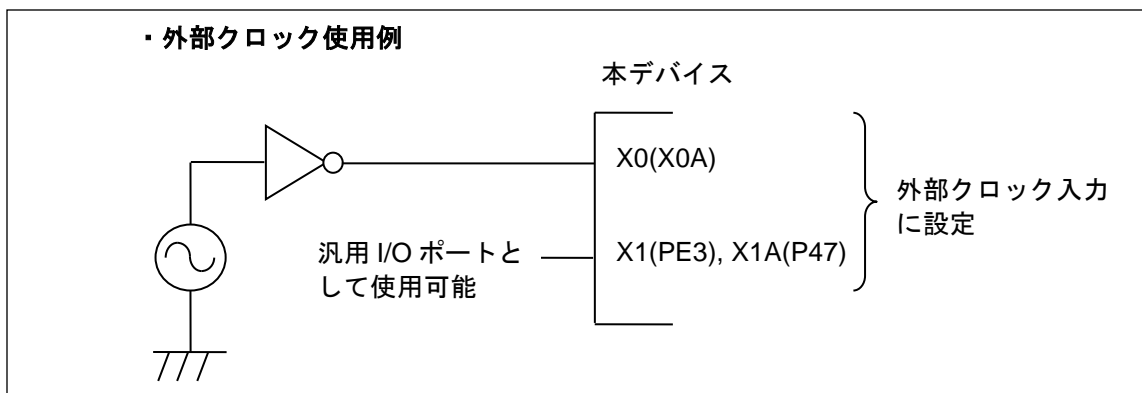 ・外部クロック使用例
本デバイス
X0(X0A)
外部クロック入力
に設定
汎用 I/O ポートと
して使用可能
X1(PE3), X1A(P47)